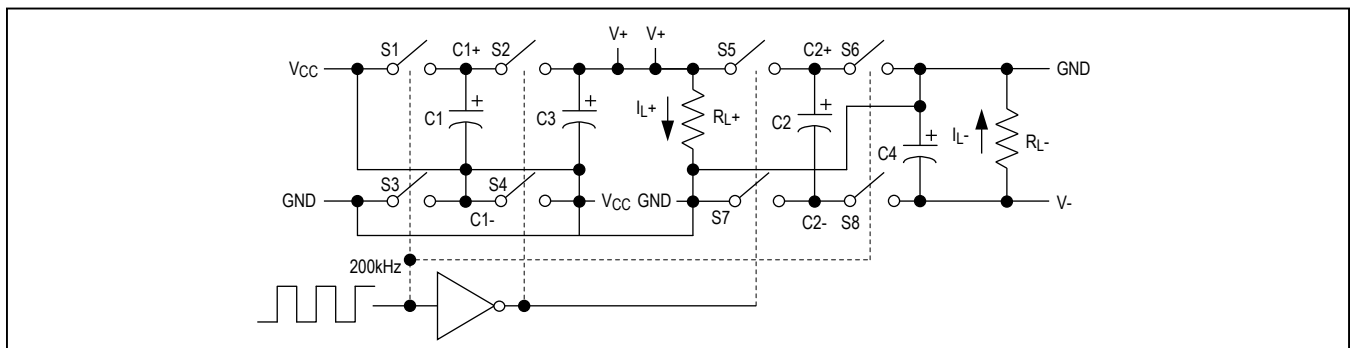 V+ V+
S1 C1+ S2 S5 C2+ S6
VCC GND
IL+ RL+
C1 C3 C2 C4 IL- RL-
S3 S4
GND VCC GND V-
C1- S7 C2- S8
200kHz